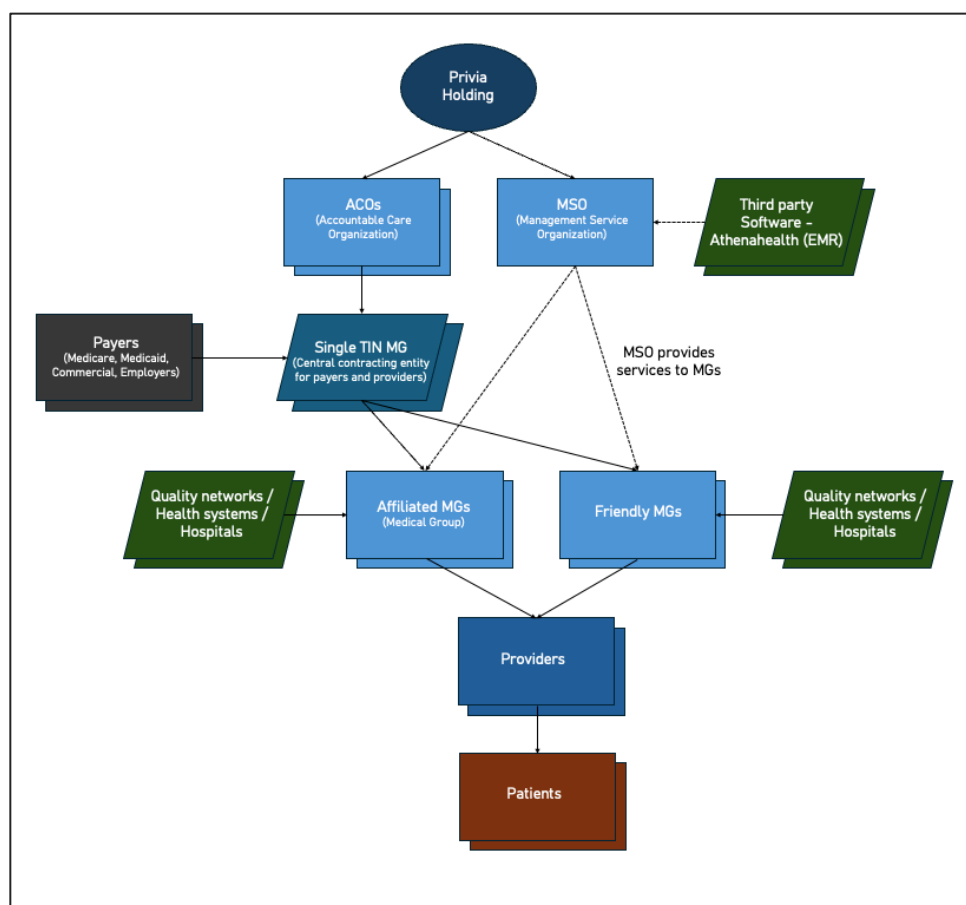 Privia
Holding
ACOs
(Accountable Care
Organization)
MSO
(Management Service
Organization)
Third party
Software -
Athenahealth (EMR)
Payers
(Medicare, Medicaid,
Commercial, Employers)
Single TIN MG
(Central contracting entity
for payers and providers)
MSO provides
services to MGs
Quality networks /
Health systems /
Hospitals
Affiliated MGs
(Medical Group)
Friendly MGs
Quality networks /
Health systems /
Hospitals
Providers
Patients